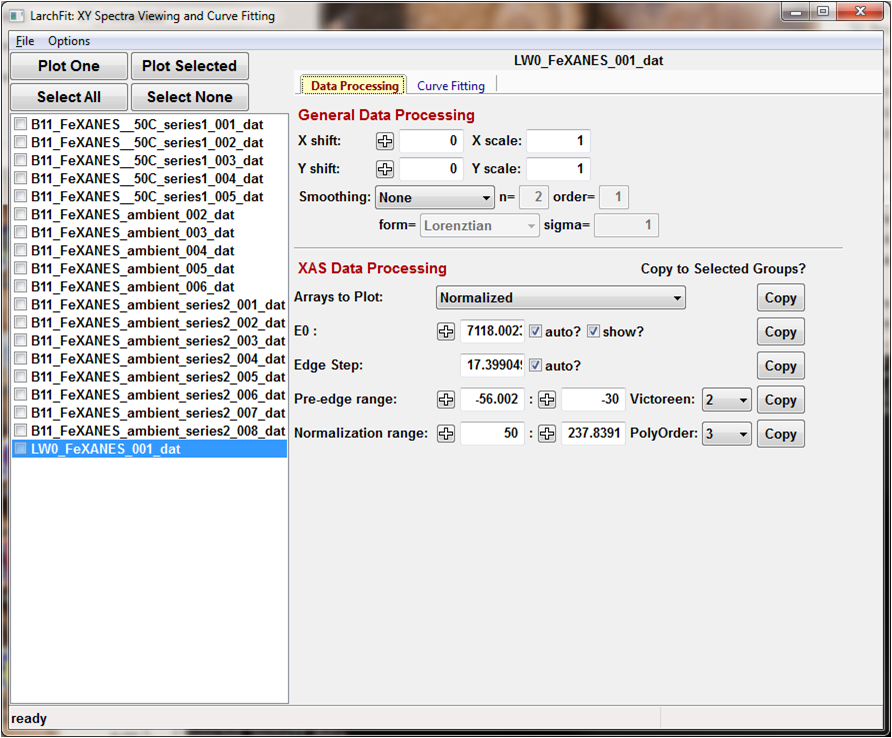 LarchFit: XY Spectra Viewing and Curve Fitting
File Options
Plot One Plot Selected
Select All Select None
B11_FeXANES__50C_series1_001_dat
B11_FeXANES__50C_series1_002_dat
B11_FeXANES__50C_series1_003_dat
B11_FeXANES__50C_series1_004_dat
B11_FeXANES__50C_series1_005_dat
B11_FeXANES_ambient_002_dat
B11_FeXANES_ambient_003_dat
B11_FeXANES_ambient_004_dat
B11_FeXANES_ambient_005_dat
B11_FeXANES_ambient_006_dat
B11_FeXANES_ambient_series2_001_dat
B11_FeXANES_ambient_series2_002_dat
B11_FeXANES_ambient_series2_003_dat
B11_FeXANES_ambient_series2_004_dat
B11_FeXANES_ambient_series2_005_dat
B11_FeXANES_ambient_series2_006_dat
B11_FeXANES_ambient_series2_007_dat
B11_FeXANES_ambient_series2_008_dat
LW0_FeXANES_001_dat
LW0_FeXANES_001_dat
Data Processing Curve Fitting
General Data Processing
X shift: 0 X scale: 1
Y shift: 0 Y scale: 1
Smoothing: None n= 2 order= 1
form= Lorenztian sigma= 1
XAS Data Processing Copy to Selected Groups?
Arrays to Plot: Normalized Copy
E0 : 7118.0023 auto? show? Copy
Edge Step: 17.399049 auto? Copy
Pre-edge range: -56.002 : -30 Victoreen: 2 Copy
Normalization range: 50 : 237.8391 PolyOrder: 3 Copy
ready